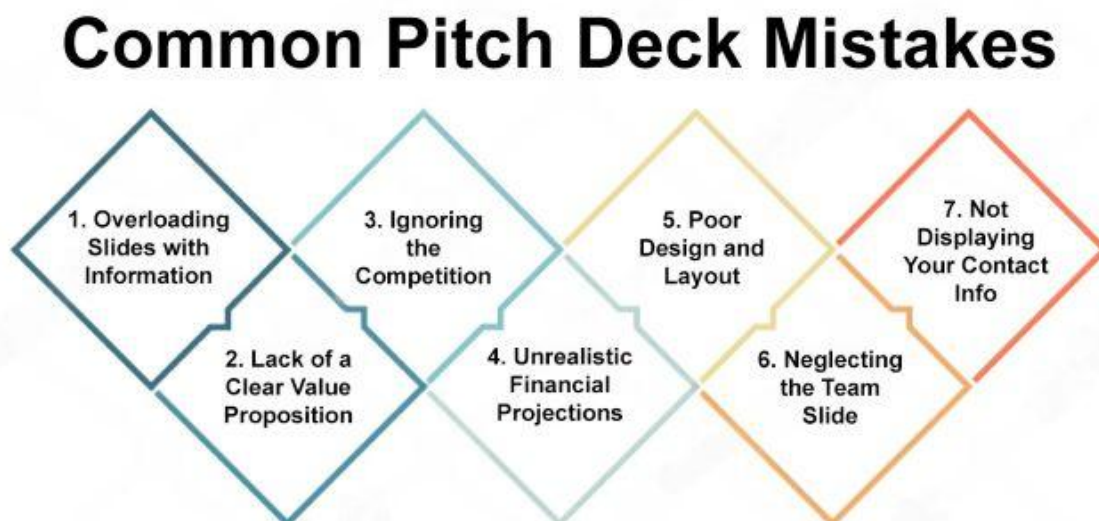 Common Pitch Deck Mistakes
1. Overloading
Slides with
Information
2. Lack of a
Clear Value
Proposition
3. Ignoring
the
Competition
4. Unrealistic
Financial
Projections
5. Poor
Design and
Layout
6. Neglecting
the Team
Slide
7. Not
Displaying
Your Contact
Info